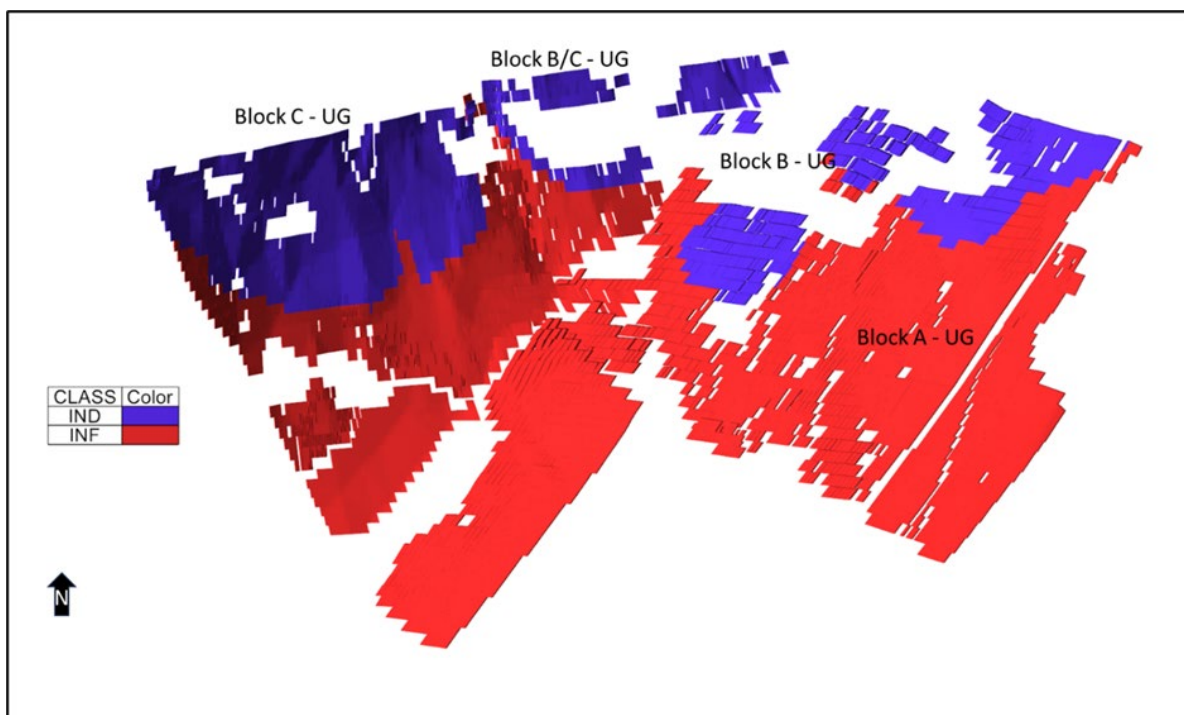 Block B/C - UG
Block C - UG
Block B - UG
Block A - UG
CLASS Color
IND
INF
N